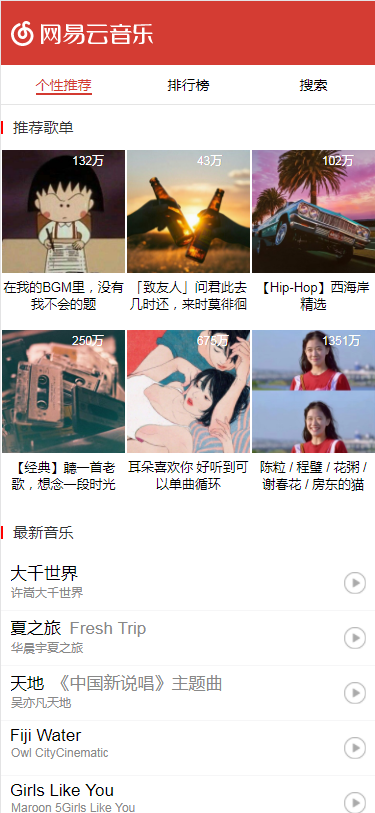 网易云音乐
个性推荐 排行榜 搜索
推荐歌单
132万 43万 102万
在我的BGM里，没有我不会的题
「致友人」问君此去几时还，来时莫徘徊
【Hip-Hop】西海岸精选
250万 675万 1351万
【经典】聽一首老歌，想念一段时光
耳朵喜欢你 好听到可以单曲循环
陈粒 / 程璧 / 花粥 / 谢春花 / 房东的猫
最新音乐
大千世界
许嵩大千世界
夏之旅 Fresh Trip
华晨宇夏之旅
天地 《中国新说唱》主题曲
吴亦凡天地
Fiji Water
Owl CityCinematic
Girls Like You
Maroon 5Girls Like You